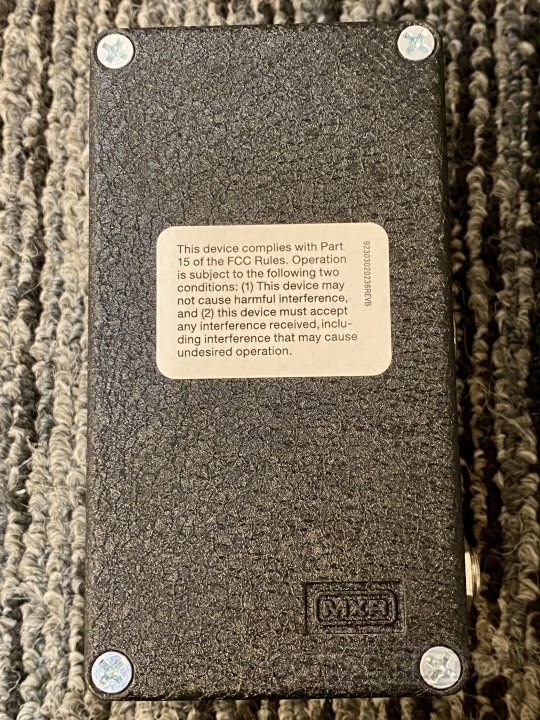 This device complies with Part
15 of the FCC Rules. Operation
is subject to the following two
conditions: (1) This device may
not cause harmful interference,
and (2) this device must accept
any interference received, inclu-
ding interference that may cause
undesired operation.
92303020236REVB
MXR